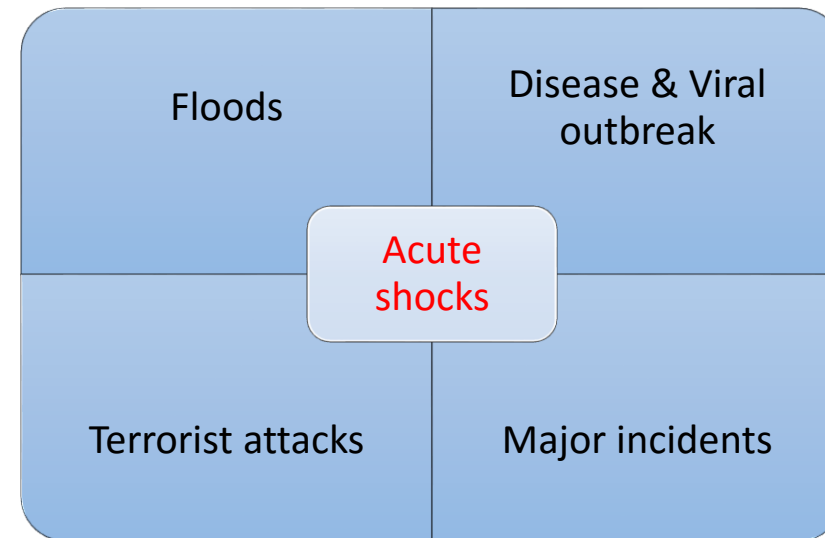 Floods
Disease & Viral
outbreak
Acute
shocks
Terrorist attacks
Major incidents